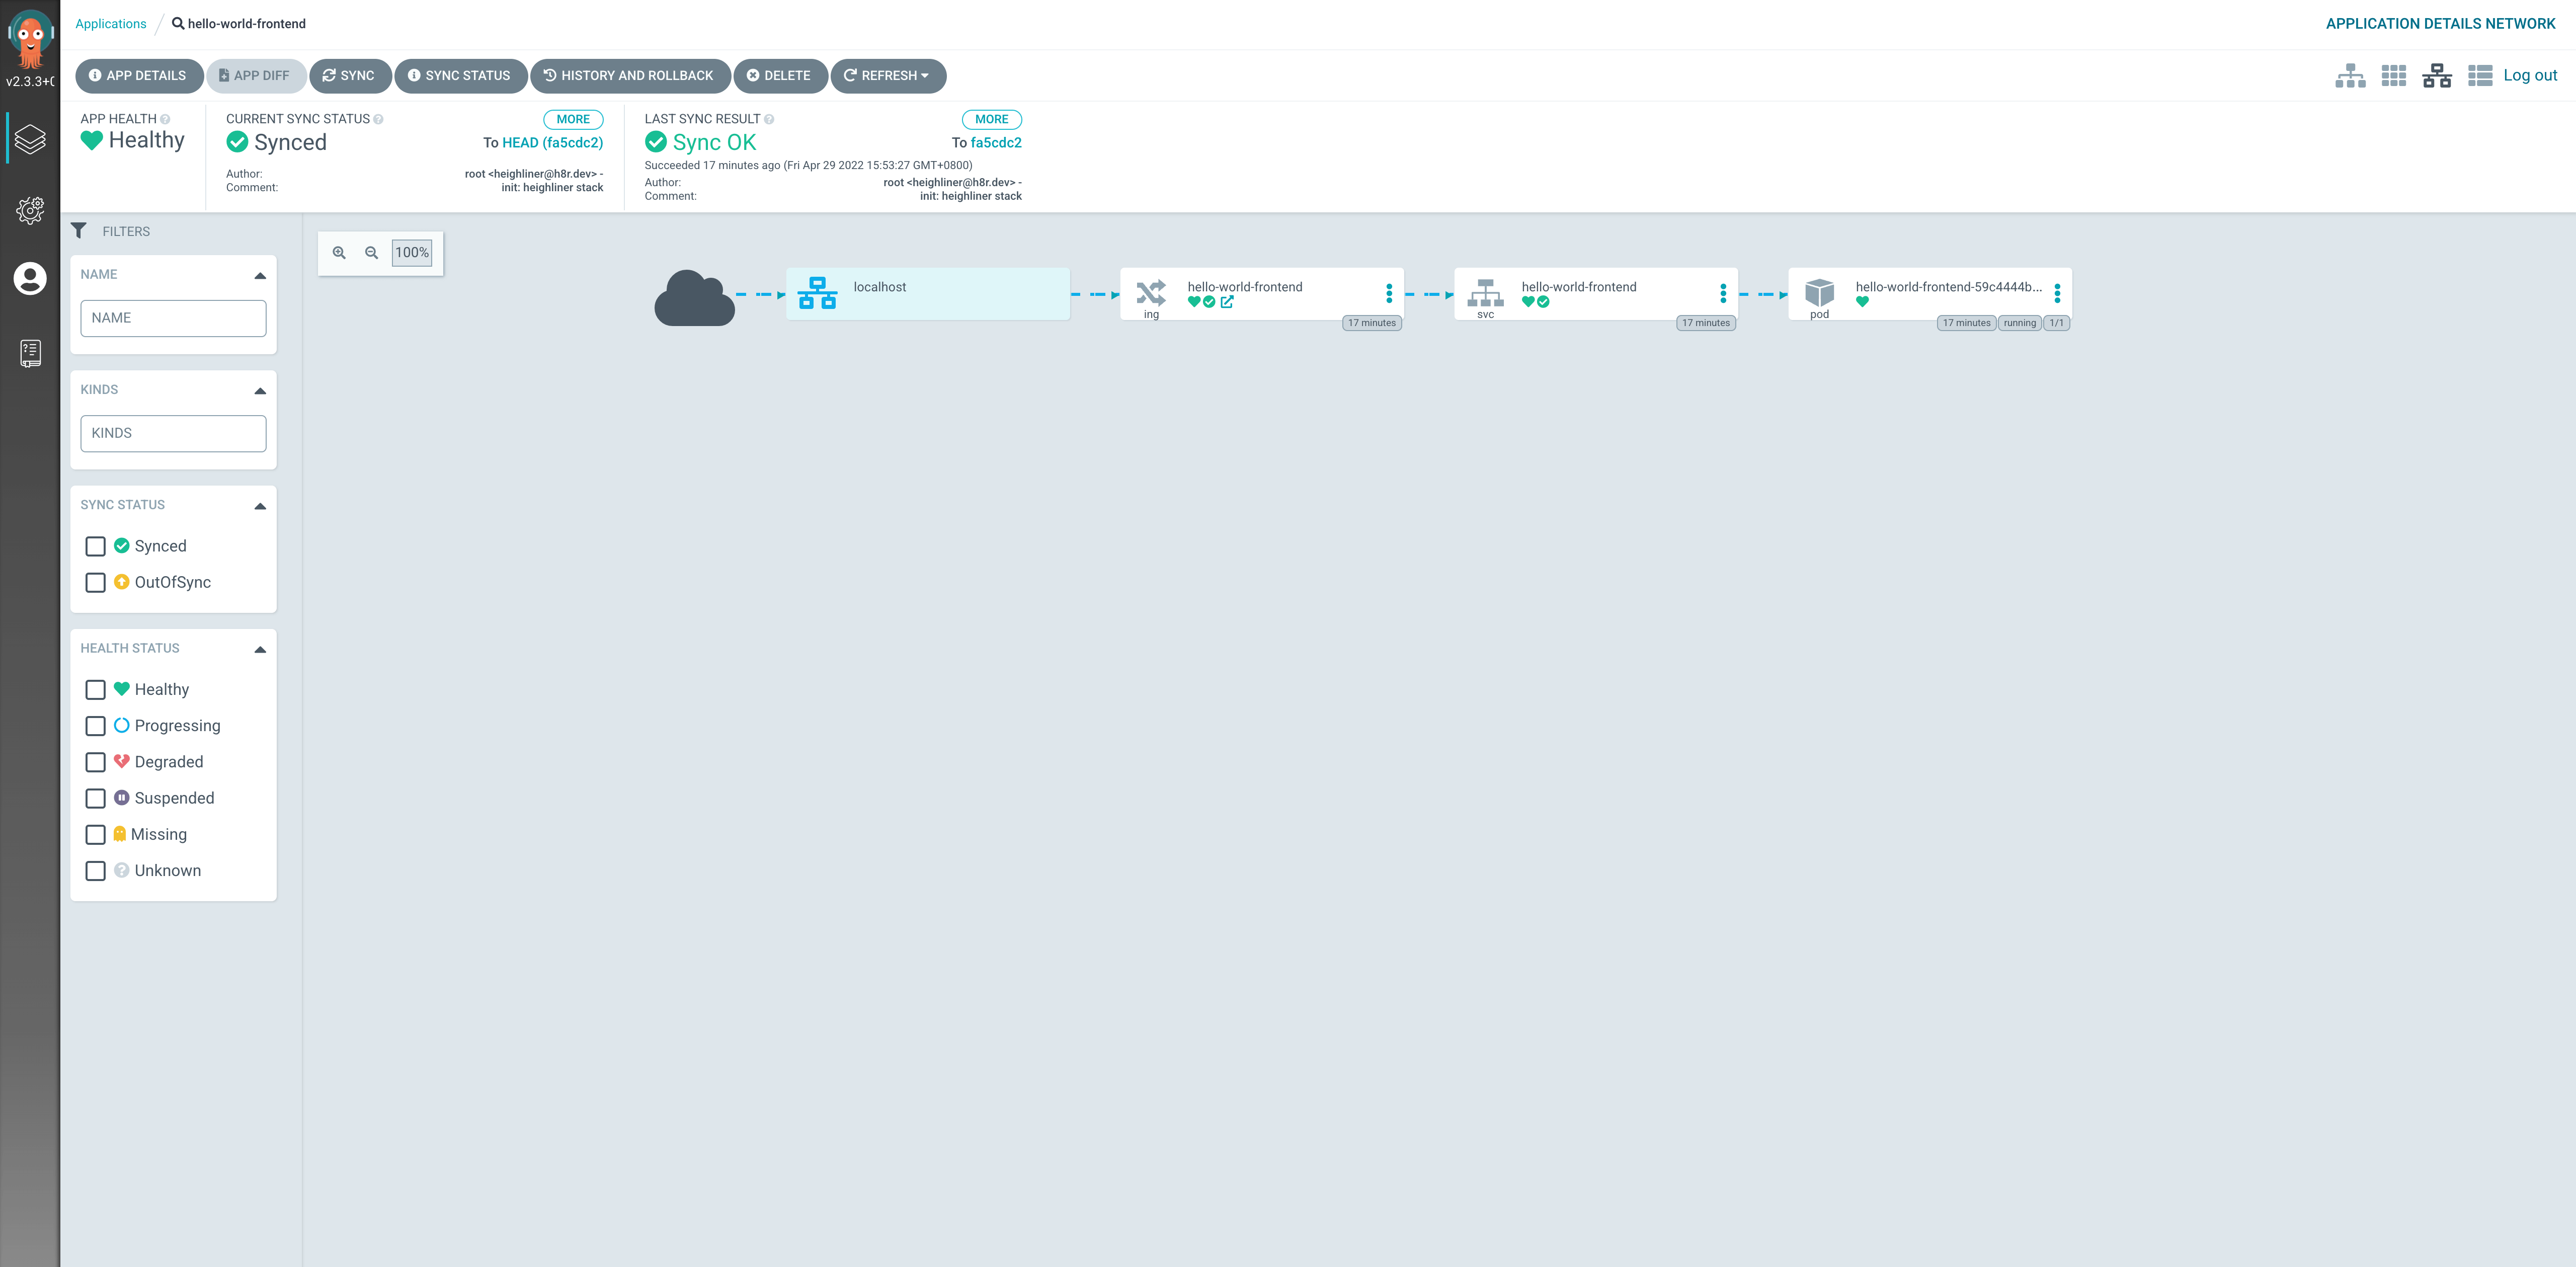 Applications / hello-world-frontend
APPLICATION DETAILS NETWORK
v2.3.3+
APP DETAILS
APP DIFF
SYNC
SYNC STATUS
HISTORY AND ROLLBACK
DELETE
REFRESH
Log out
APP HEALTH
Healthy
CURRENT SYNC STATUS
MORE
Synced
To HEAD (fa5cdc2)
Author: root <heighliner@h8r.dev> -
Comment: init: heighliner stack
LAST SYNC RESULT
MORE
Sync OK
To fa5cdc2
Succeeded 17 minutes ago (Fri Apr 29 2022 15:53:27 GMT+0800)
Author: root <heighliner@h8r.dev> -
Comment: init: heighliner stack
FILTERS
NAME
NAME
KINDS
KINDS
SYNC STATUS
Synced
OutOfSync
HEALTH STATUS
Healthy
Progressing
Degraded
Suspended
Missing
Unknown
100%
localhost
hello-world-frontend
ing
17 minutes
hello-world-frontend
svc
17 minutes
hello-world-frontend-59c4444b...
pod
17 minutes
running
1/1